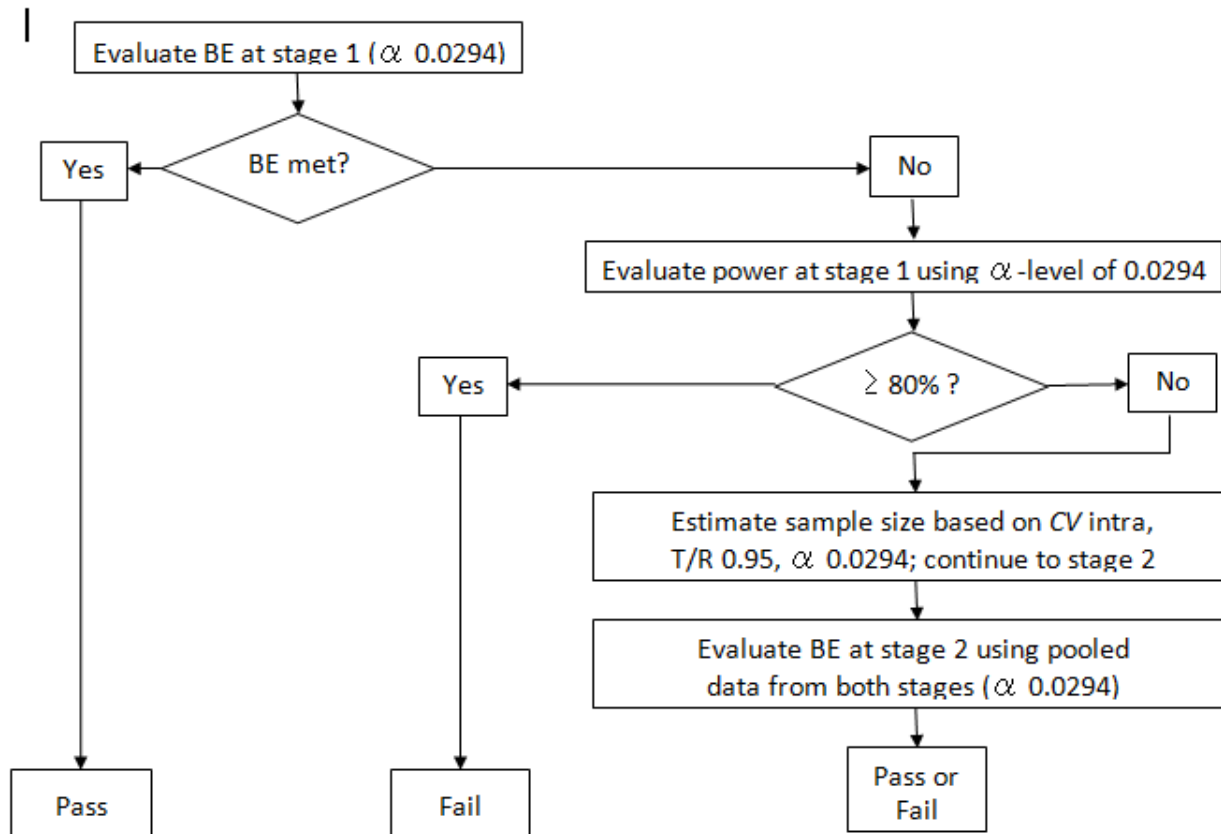 Evaluate BE at stage 1 (α 0.0294)
BE met?
Yes
No
Evaluate power at stage 1 using α-level of 0.0294
≥ 80% ?
Yes
No
Estimate sample size based on CV intra,
T/R 0.95, α 0.0294; continue to stage 2
Evaluate BE at stage 2 using pooled
data from both stages (α 0.0294)
Pass
Fail
Pass or
Fail